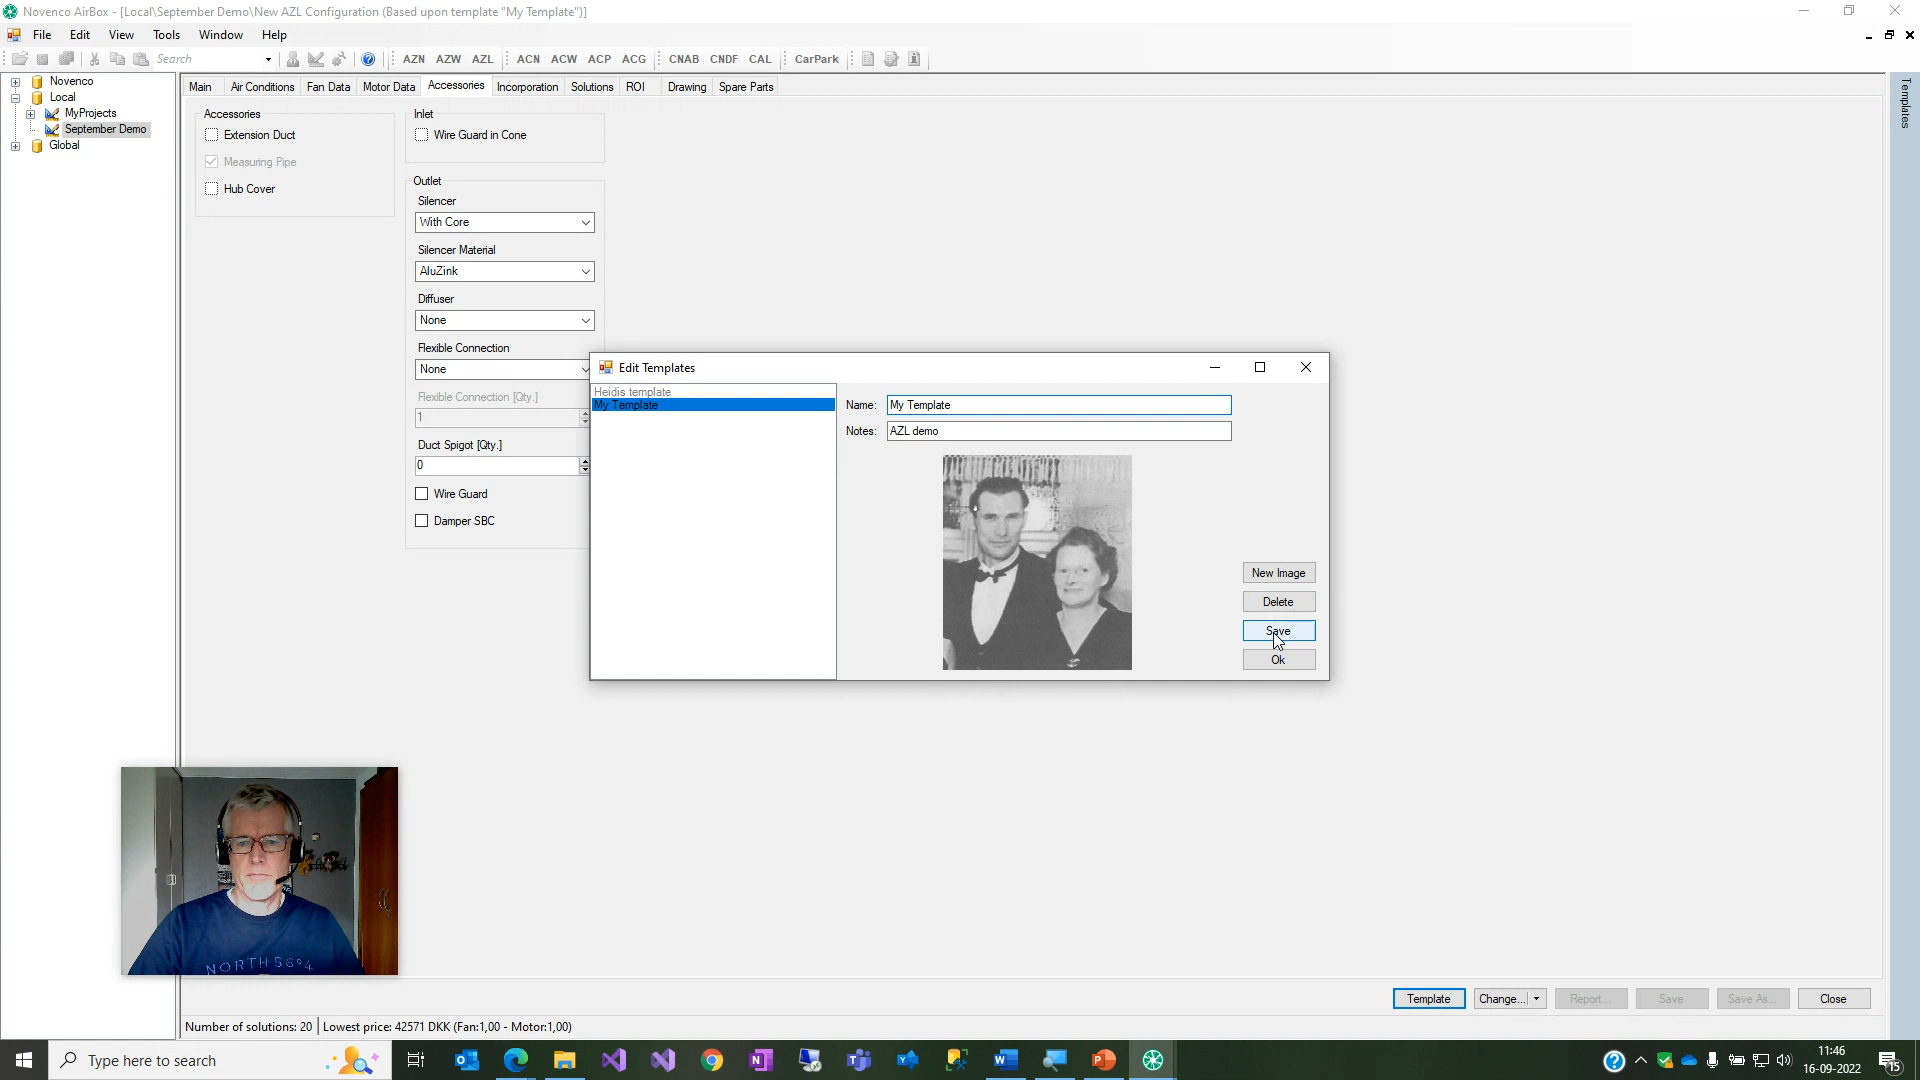 Novenco AirBox - [Local\September Demo\New AZL Configuration (Based upon template "My Template")]
File Edit View Tools Window Help
Search AZN AZW AZL ACN ACW ACP ACG CNAB CNDF CAL CarPark
Novenco
Local
MyProjects
September Demo
Global
Main Air Conditions Fan Data Motor Data Accessories Incorporation Solutions ROI Drawing Spare Parts
Templates
Accessories
Extension Duct
Measuring Pipe
Hub Cover
Inlet
Wire Guard in Cone
Outlet
Silencer
With Core
Silencer Material
AluZink
Diffuser
None
Flexible Connection
None
Flexible Connection [Qty.]
1
Duct Spigot [Qty.]
0
Wire Guard
Damper SBC
Edit Templates
Heidis template
My Template
Name: My Template
Notes: AZL demo
New Image
Delete
Save
Ok
NORTH 56°4
Template Change... Report... Save Save As... Close
Number of solutions: 20 Lowest price: 42571 DKK (Fan:1,00 - Motor:1,00)
Type here to search
11:46
16-09-2022
15